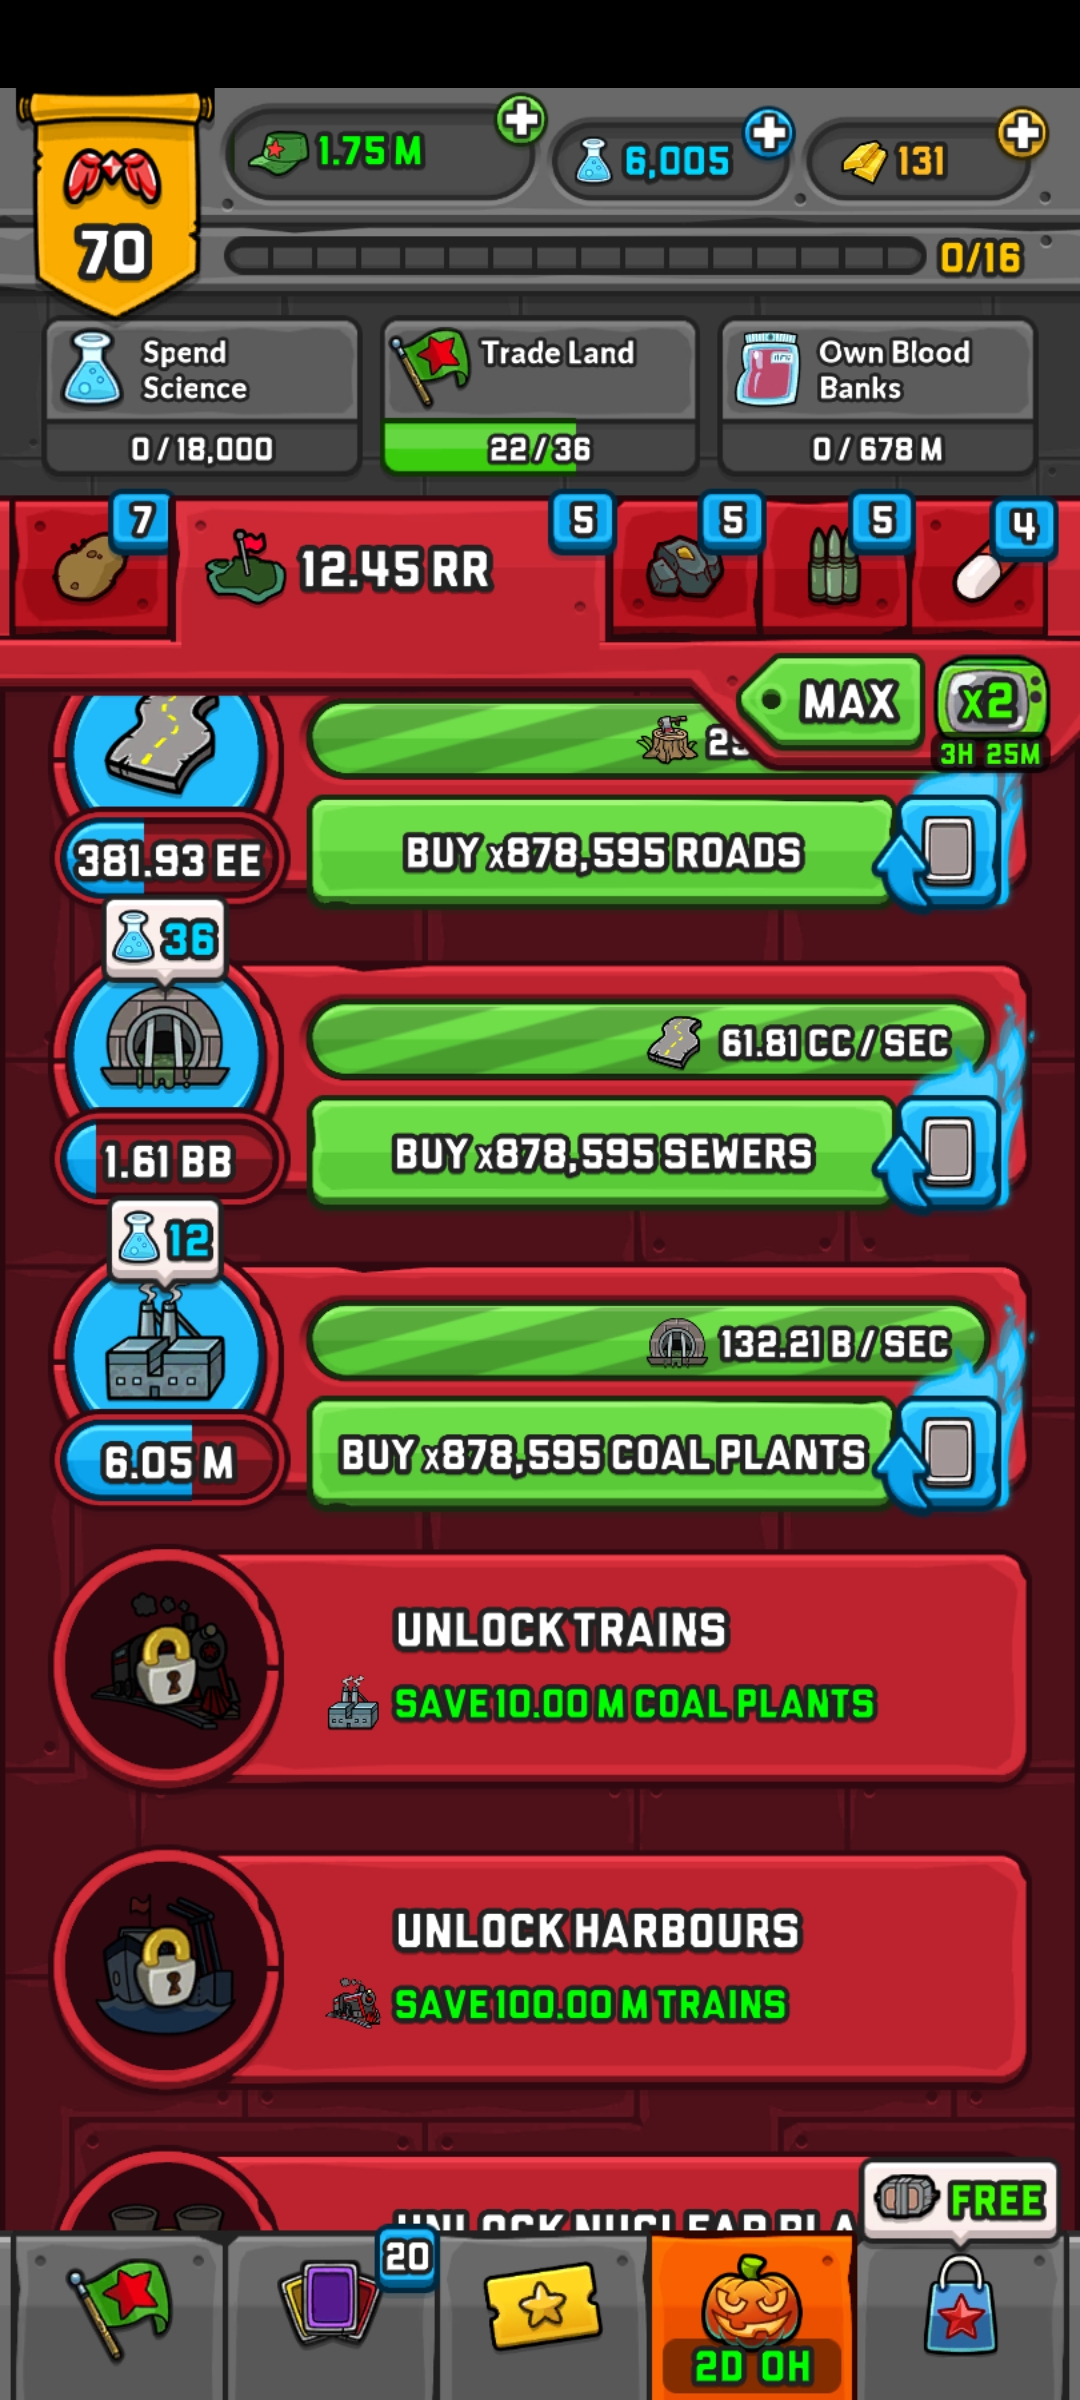 70
1.75 M
6,005
131
0/16
Spend
Science
0 / 18,000
Trade Land
22 / 36
Own Blood
Banks
0 / 678 M
7
12.45 RR
5
5
5
4
MAX
x2
3H 25M
381.93 EE
BUY x878,595 ROADS
36
61.81 CC / SEC
1.61 BB
BUY x878,595 SEWERS
12
132.21 B / SEC
6.05 M
BUY x878,595 COAL PLANTS
UNLOCK TRAINS
SAVE 10.00 M COAL PLANTS
UNLOCK HARBOURS
SAVE 100.00 M TRAINS
UNLOCK NUCLEAR
FREE
20
2D 0H